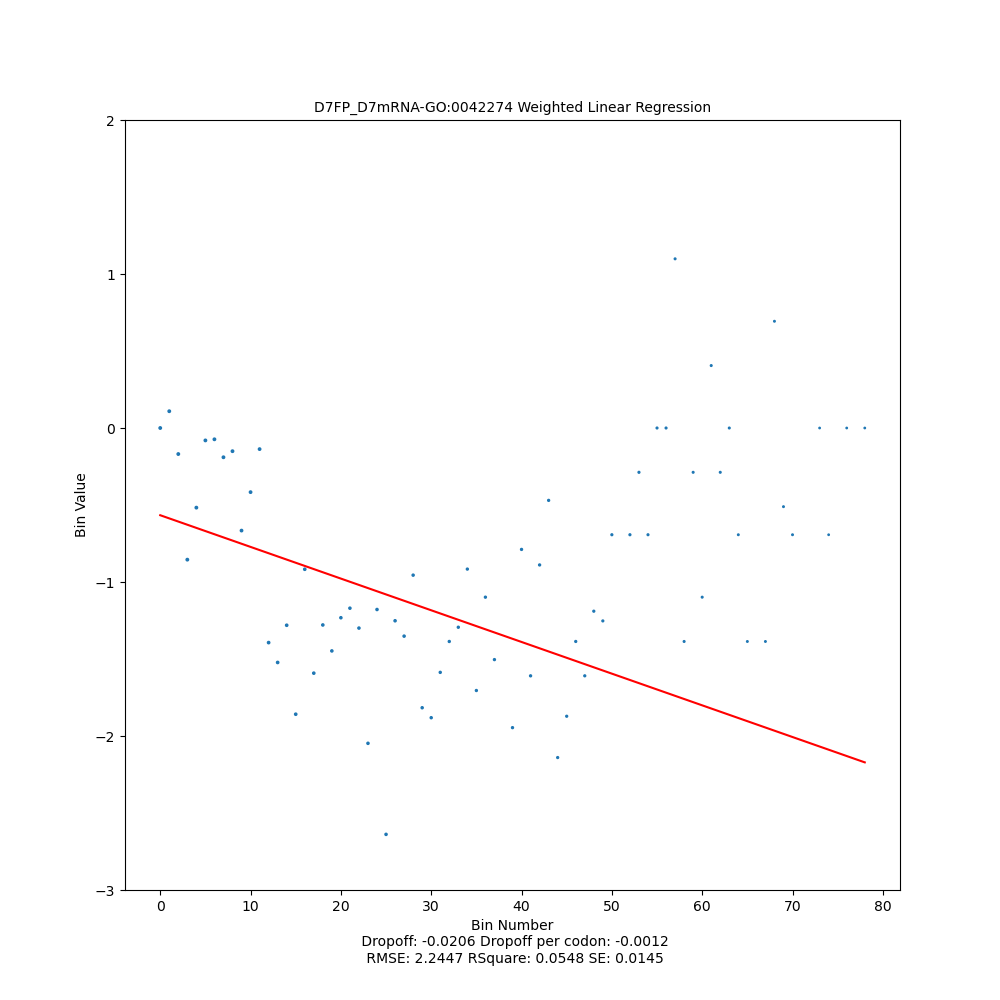 D7FP_D7mRNA-GO:0042274 Weighted Linear Regression
2
1
0
−1
−2
−3
Bin Value
0 10 20 30 40 50 60 70 80
Bin Number
Dropoff: -0.0206 Dropoff per codon: -0.0012
RMSE: 2.2447 RSquare: 0.0548 SE: 0.0145